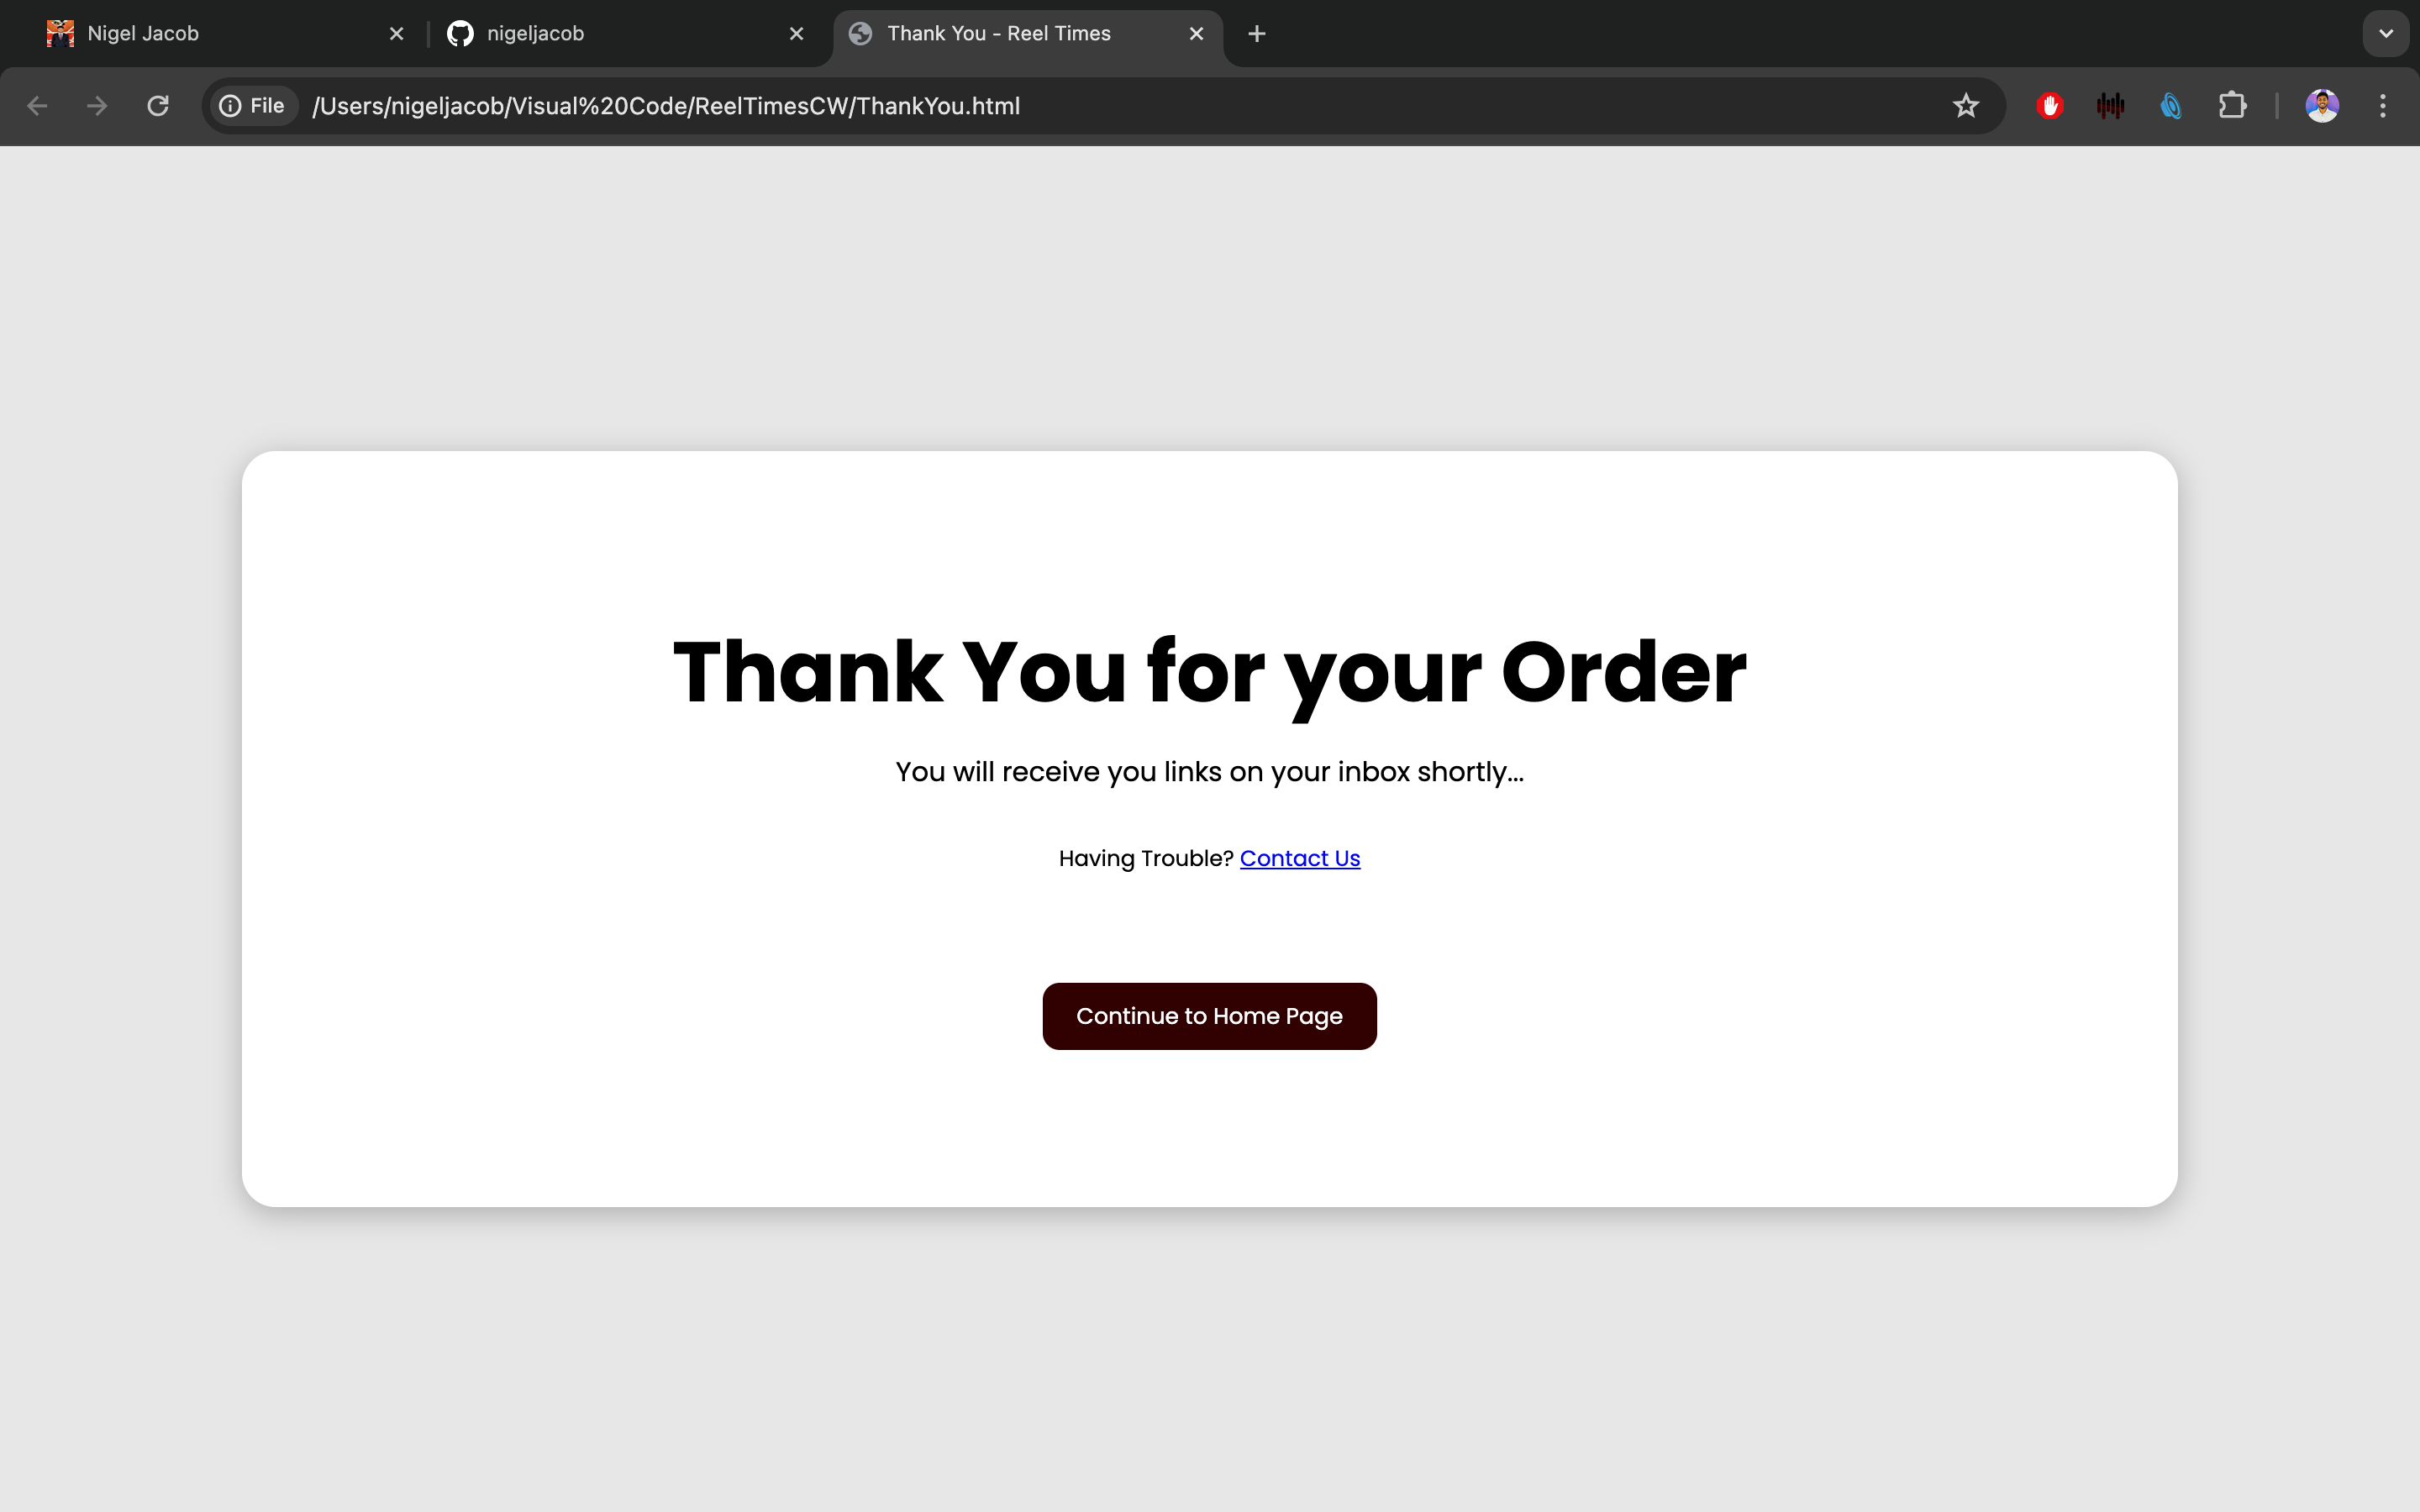 Nigel Jacob
nigeljacob
Thank You - Reel Times
File /Users/nigeljacob/Visual%20Code/ReelTimesCW/ThankYou.html
Thank You for your Order
You will receive you links on your inbox shortly...
Having Trouble? Contact Us
Continue to Home Page